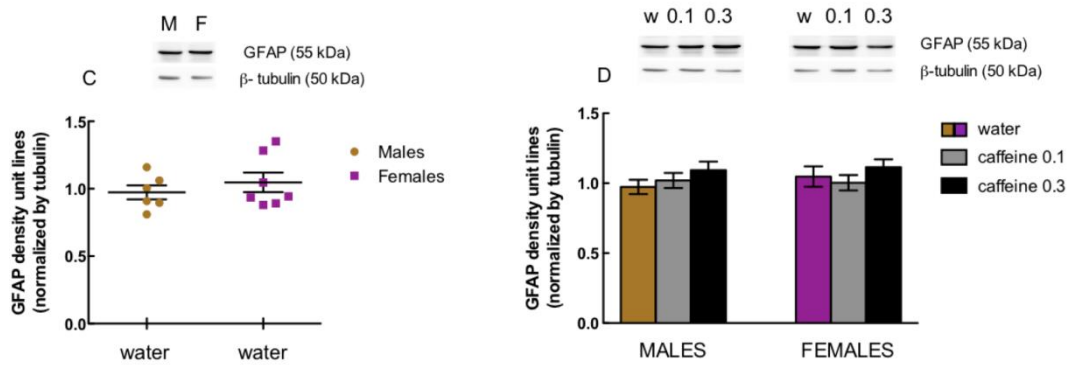 M F
GFAP (55 kDa)
β- tubulin (50 kDa)
C
1.5
1.0
0.5
0.0
GFAP density unit lines
(normalized by tubulin)
water water
Males
Females
w 0.1 0.3 w 0.1 0.3
GFAP (55 kDa)
β-tubulin (50 kDa)
D
1.5
1.0
0.5
0.0
GFAP density unit lines
(normalized by tubulin)
MALES FEMALES
water
caffeine 0.1
caffeine 0.3